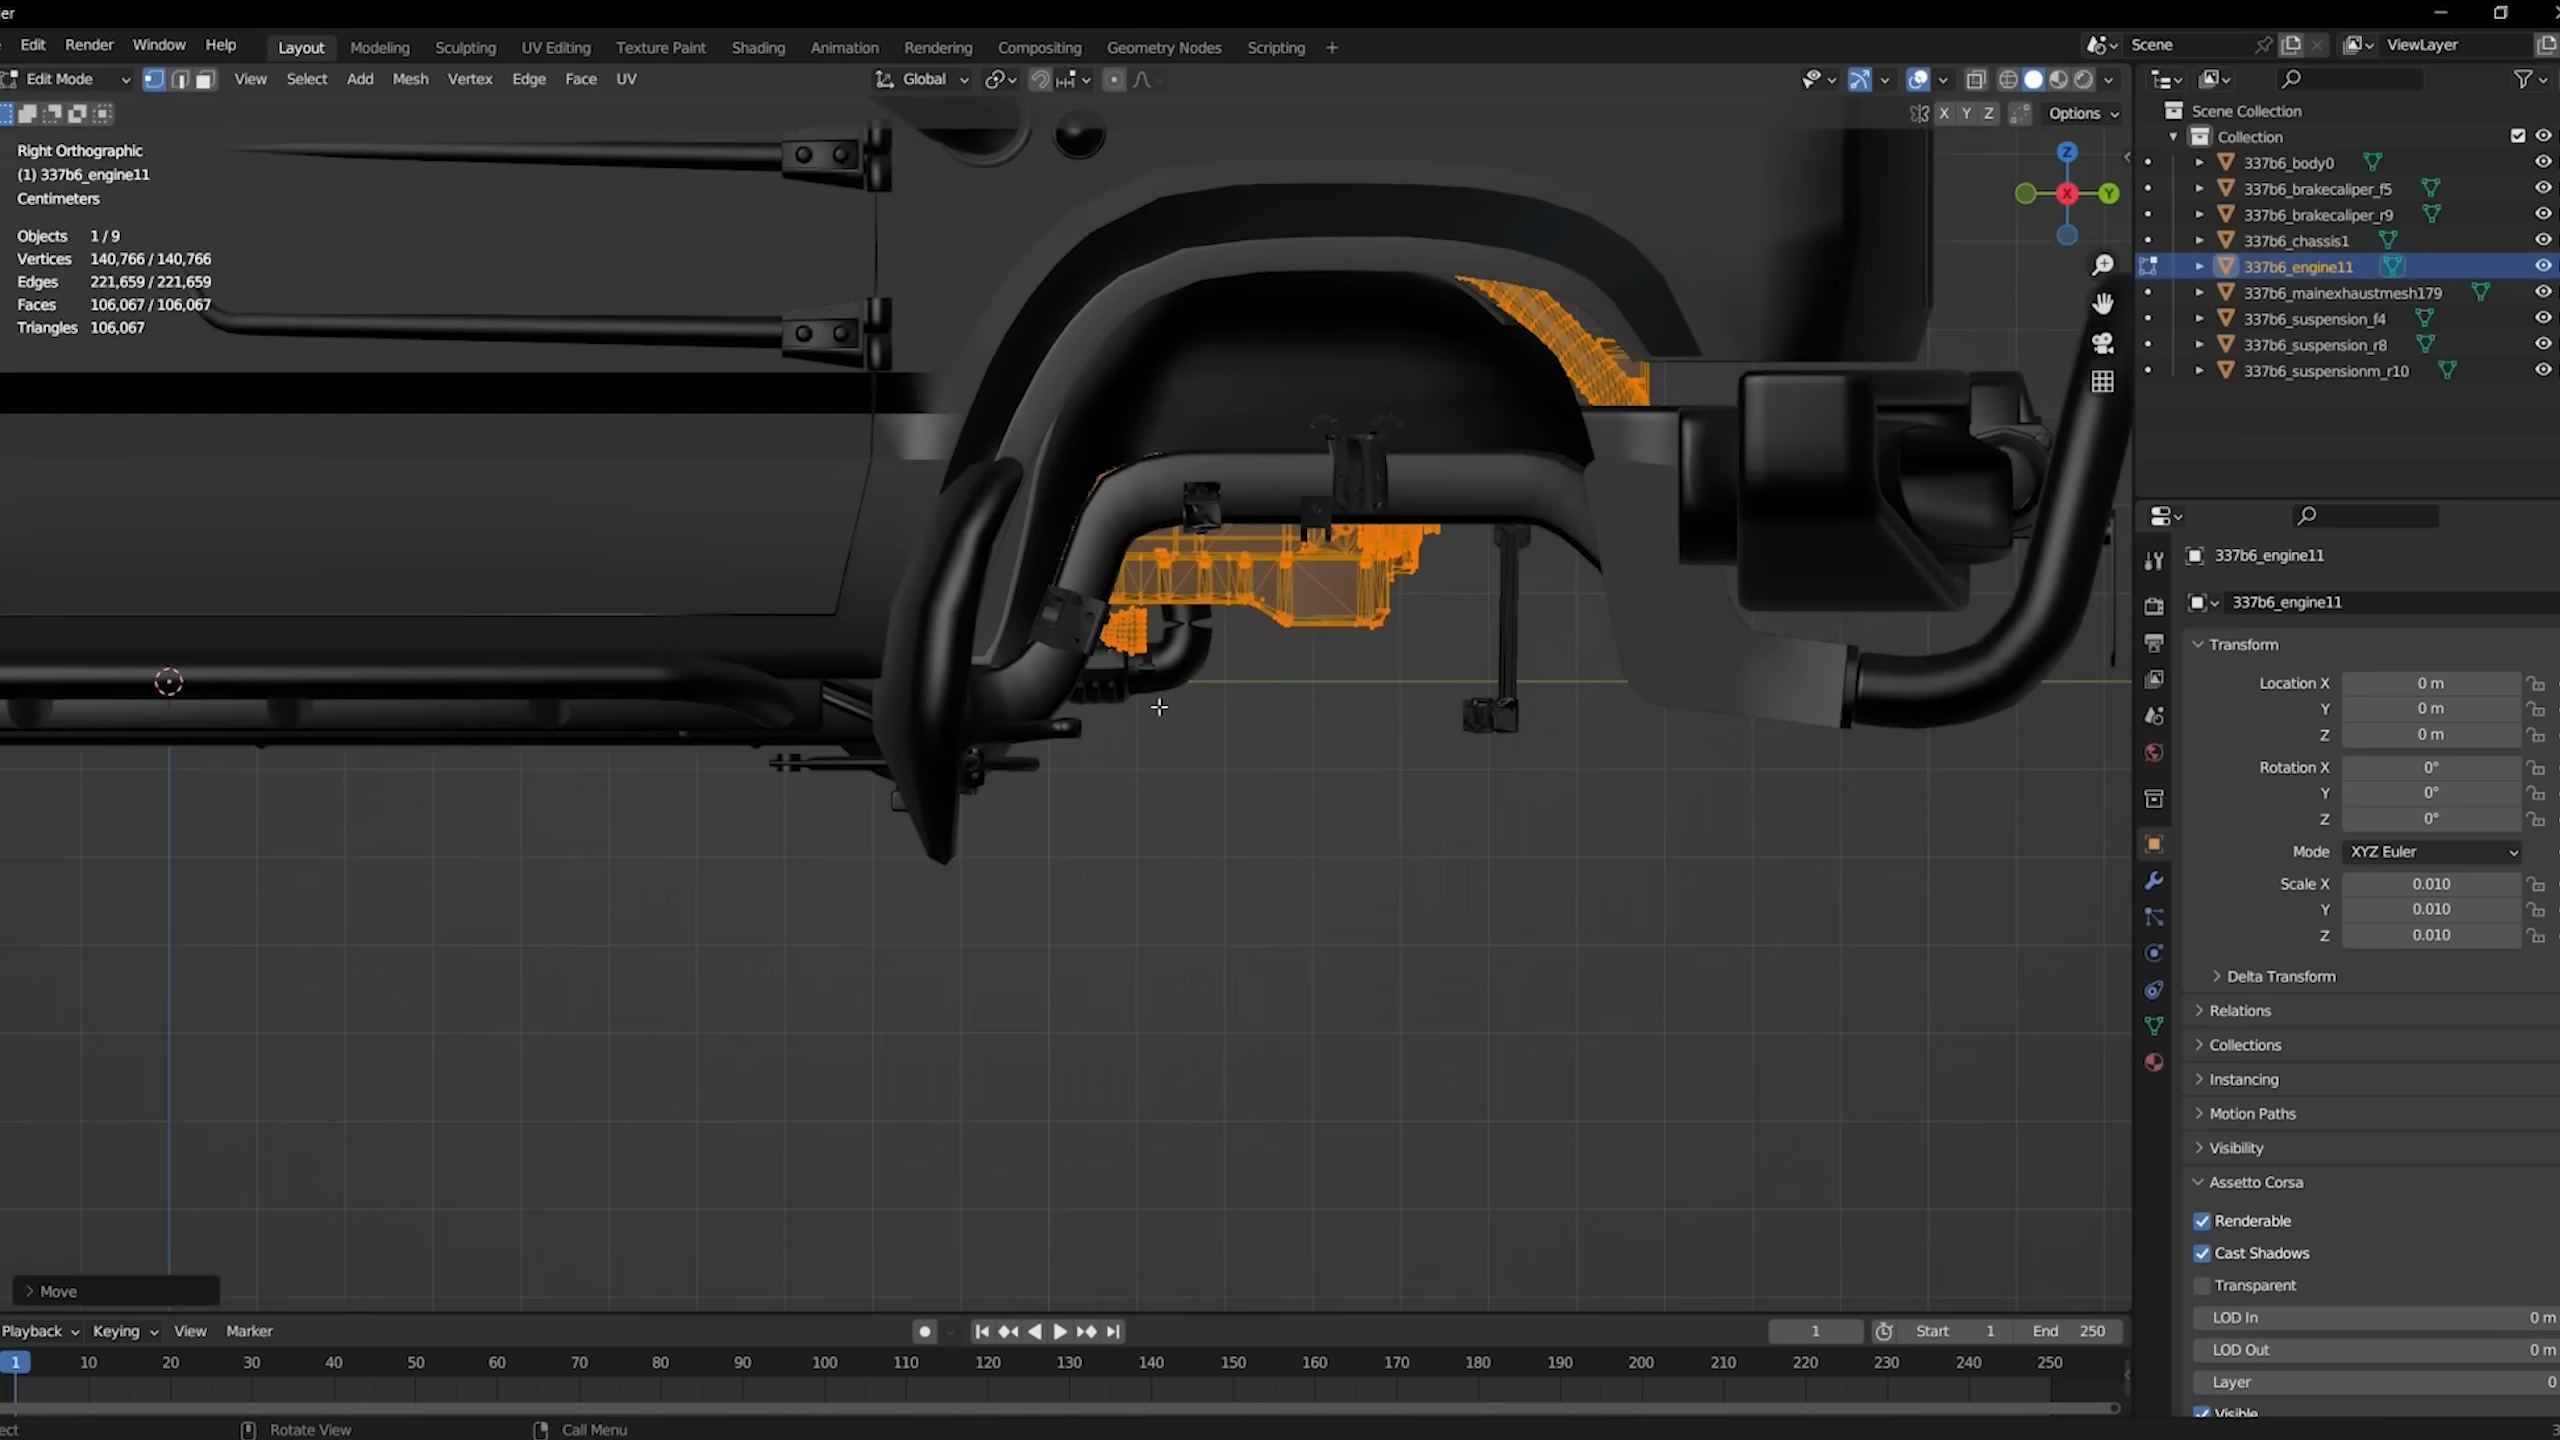 er
Edit Render Window Help Layout Modeling Sculpting UV Editing Texture Paint Shading Animation Rendering Compositing Geometry Nodes Scripting + Scene ViewLayer
Edit Mode View Select Add Mesh Vertex Edge Face UV Global
X Y Z Options
Right Orthographic
(1) 337b6_engine11
Centimeters
Objects 1 / 9
Vertices 140,766 / 140,766
Edges 221,659 / 221,659
Faces 106,067 / 106,067
Triangles 106,067
Z
X
Y
Scene Collection
Collection
337b6_body0
337b6_brakecaliper_f5
337b6_brakecaliper_r9
337b6_chassis1
337b6_engine11
337b6_mainexhaustmesh179
337b6_suspension_f4
337b6_suspension_r8
337b6_suspensionm_r10
337b6_engine11
337b6_engine11
Transform
Location X 0 m
Y 0 m
Z 0 m
Rotation X 0°
Y 0°
Z 0°
Mode XYZ Euler
Scale X 0.010
Y 0.010
Z 0.010
Delta Transform
Relations
Collections
Instancing
Motion Paths
Visibility
Assetto Corsa
Renderable
Cast Shadows
Transparent
LOD In 0 m
LOD Out 0 m
Layer 0
Visible
Move
Playback Keying View Marker 1 Start 1 End 250
1 10 20 30 40 50 60 70 80 90 100 110 120 130 140 150 160 170 180 190 200 210 220 230 240 250
ect Rotate View Call Menu 3